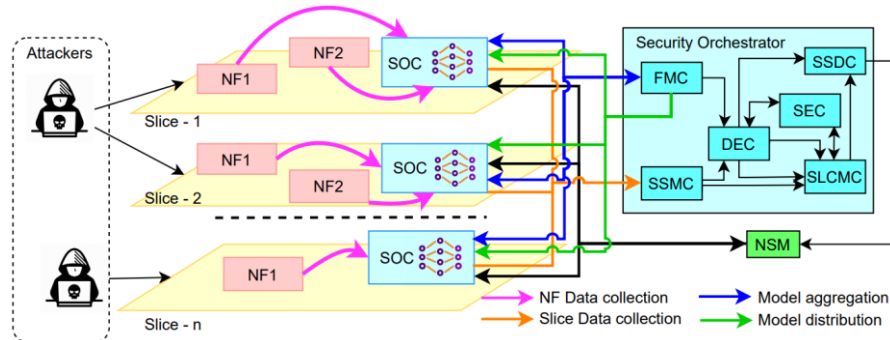 Attackers
NF1
NF2
SOC
Slice - 1
NF1
NF2
SOC
Slice -2
NF1
SOC
Slice - n
Security Orchestrator
FMC
SSDC
SEC
DEC
SSMC
SLCMC
NSM
NF Data collection
Slice Data collection
Model aggregation
Model distribution